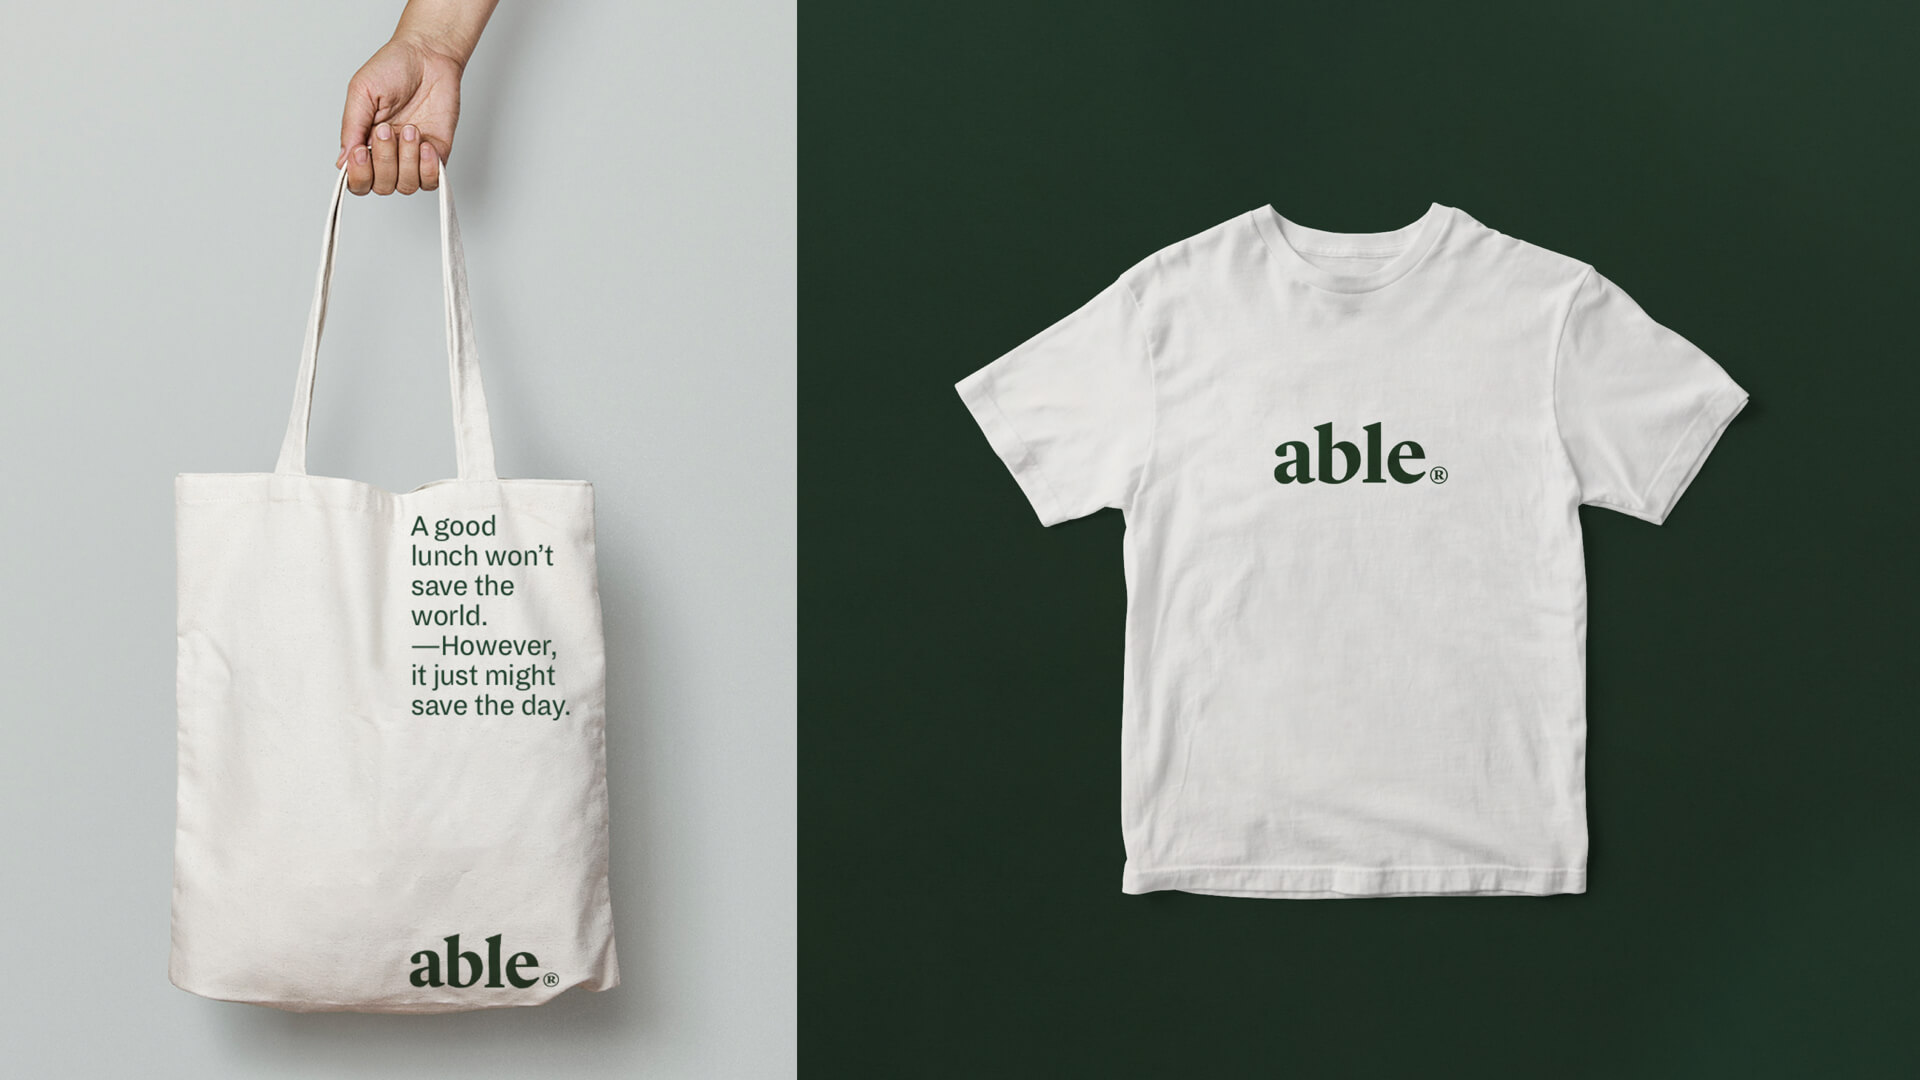 A good
lunch won’t
save the
world.
—However,
it just might
save the day.
able®
able®